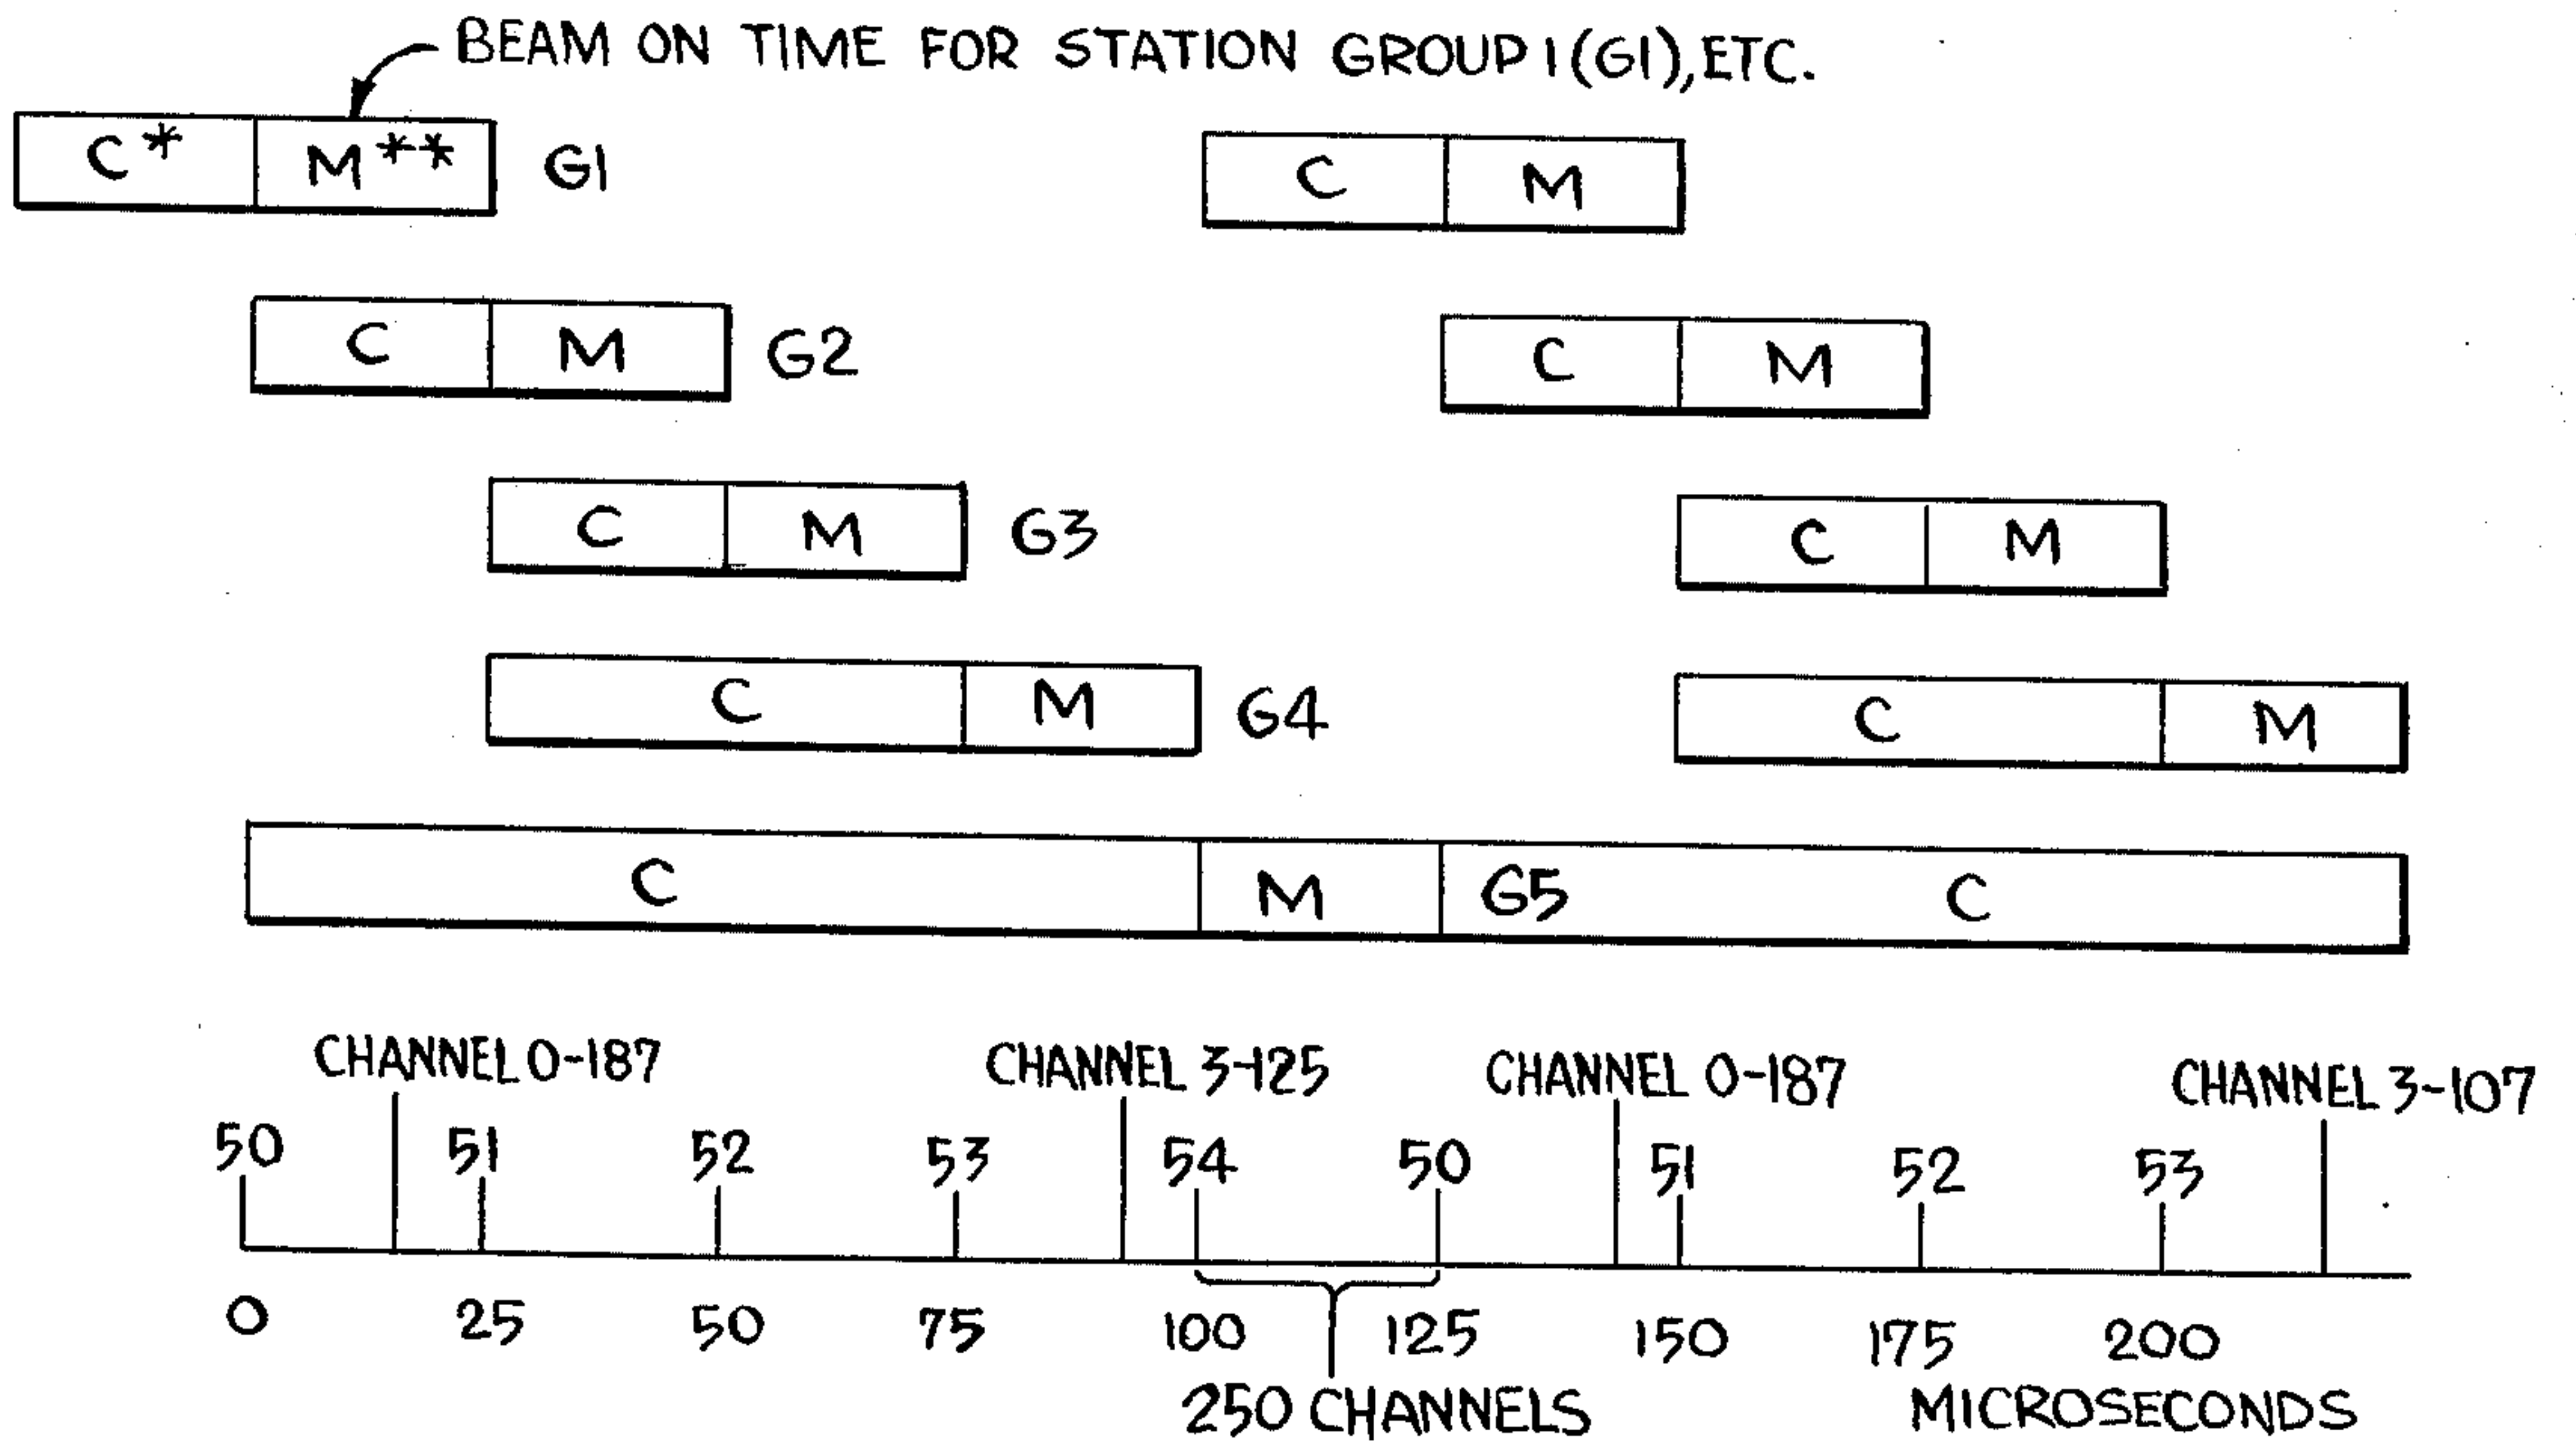 BEAM ON TIME FOR STATION GROUP 1 (G1), ETC.
C* M** G1 C M
C M G2 C M
C M G3 C M
C M G4 C M
C M G5 C
CHANNEL 0-187 CHANNEL 3-125 CHANNEL 0-187 CHANNEL 3-107
50 51 52 53 54 50 51 52 53
0 25 50 75 100 125 150 175 200
250 CHANNELS MICROSECONDS